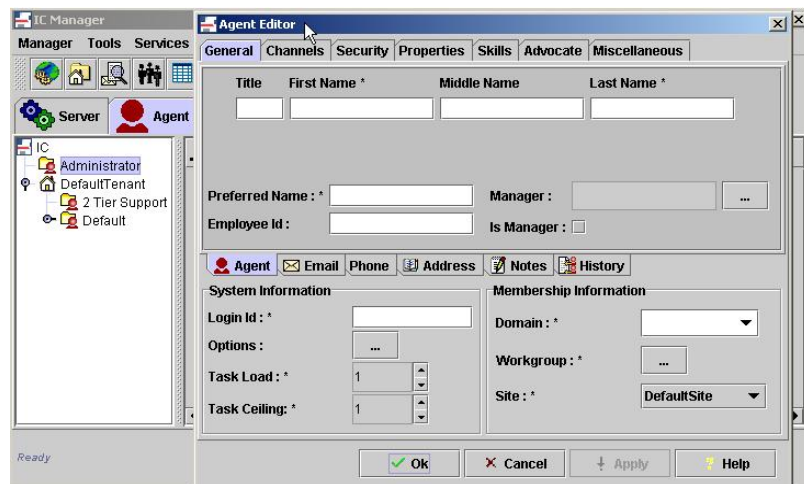 IC Manager
Manager Tools Services
Server Agent
IC
Administrator
DefaultTenant
2 Tier Support
Default
Ready
Agent Editor
General Channels Security Properties Skills Advocate Miscellaneous
Title First Name * Middle Name Last Name *
Preferred Name : * Manager : ...
Employee Id : Is Manager :
Agent Email Phone Address Notes History
System Information
Login Id : *
Options : ...
Task Load : * 1
Task Ceiling: * 1
Membership Information
Domain : *
Workgroup : * ...
Site : * DefaultSite
Ok Cancel Apply ? Help